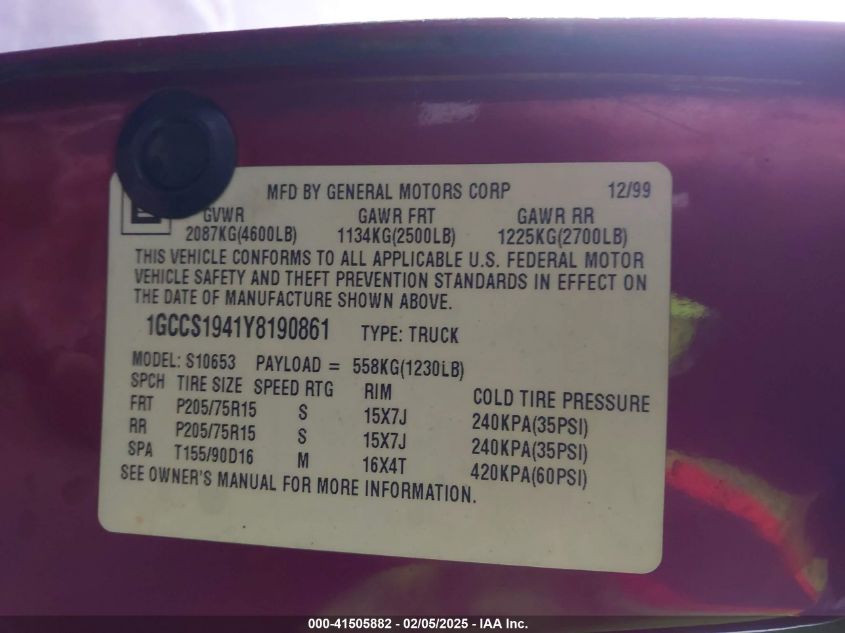 MFD BY GENERAL MOTORS CORP 12/99
GVWR GAWR FRT GAWR RR
2087KG(4600LB) 1134KG(2500LB) 1225KG(2700LB)
THIS VEHICLE CONFORMS TO ALL APPLICABLE U.S. FEDERAL MOTOR
VEHICLE SAFETY AND THEFT PREVENTION STANDARDS IN EFFECT ON
THE DATE OF MANUFACTURE SHOWN ABOVE.
1GCCS1941Y8190861 TYPE: TRUCK
MODEL: S10653 PAYLOAD = 558KG(1230LB)
SPCH TIRE SIZE SPEED RTG RIM COLD TIRE PRESSURE
FRT P205/75R15 S 15X7J 240KPA(35PSI)
RR P205/75R15 S 15X7J 240KPA(35PSI)
SPA T155/90D16 M 16X4T 420KPA(60PSI)
SEE OWNER'S MANUAL FOR MORE INFORMATION.
000-41505882 - 02/05/2025 - IAA Inc.